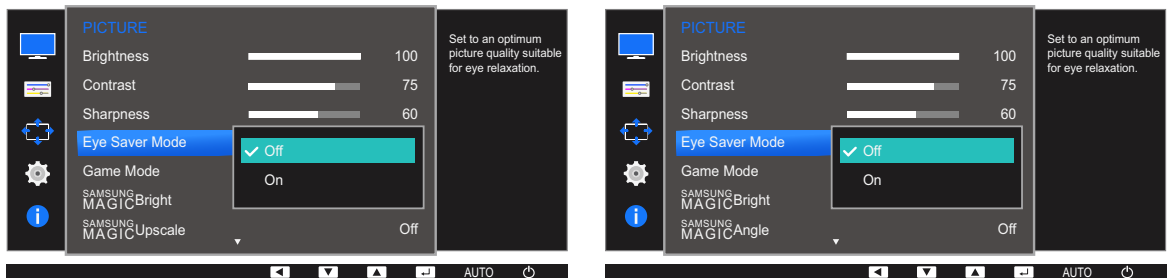 PICTURE
Brightness 100
Contrast 75
Sharpness 60
Eye Saver Mode
Off
Game Mode
On
SAMSUNG
MAGIC Bright
SAMSUNG
MAGIC Upscale Off
Set to an optimum
picture quality suitable
for eye relaxation.
AUTO
PICTURE
Brightness 100
Contrast 75
Sharpness 60
Eye Saver Mode
Off
Game Mode
On
SAMSUNG
MAGIC Bright
SAMSUNG
MAGIC Angle Off
Set to an optimum
picture quality suitable
for eye relaxation.
AUTO